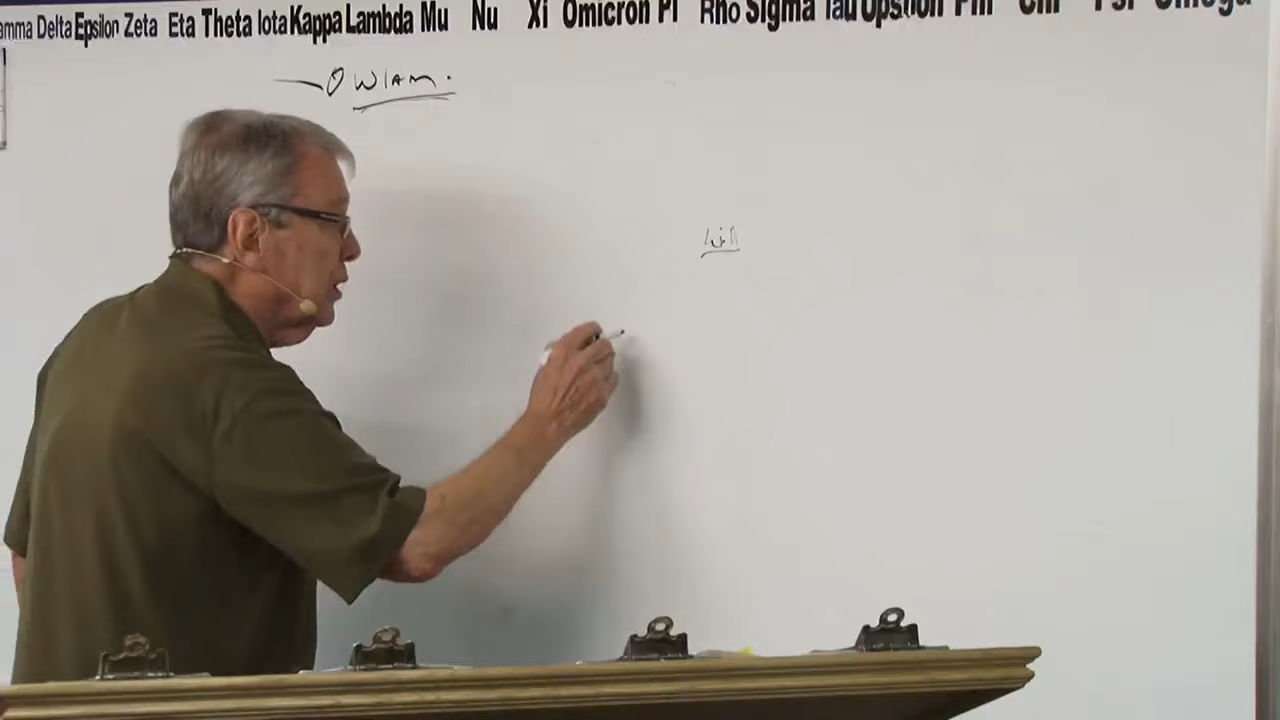 Delta Epsilon Zeta Eta Theta Iota Kappa Lambda Mu Nu Xi Omicron Pi Rho Sigma Tau Upsilon Phi Chi Psi Omega
will